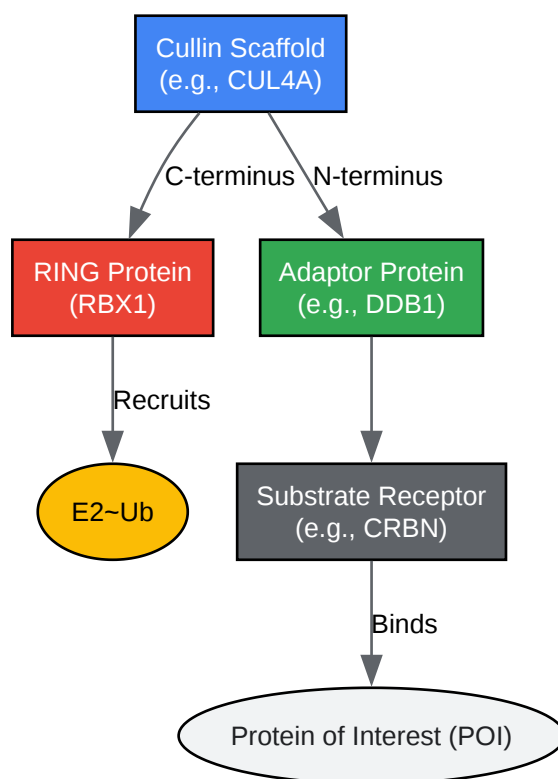 Cullin Scaffold
(e.g., CUL4A)
C-terminus
N-terminus
RING Protein
(RBX1)
Adaptor Protein
(e.g., DDB1)
Recruits
E2~Ub
Substrate Receptor
(e.g., CRBN)
Binds
Protein of Interest (POI)